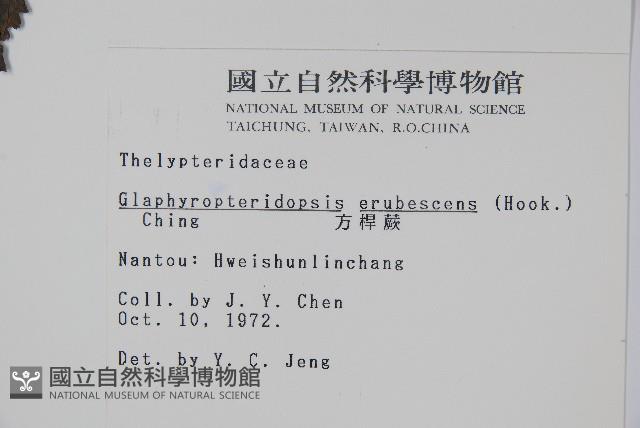 國立自然科學博物館
NATIONAL MUSEUM OF NATURAL SCIENCE
TAICHUNG, TAIWAN, R.O.CHINA
Thelypteridaceae
Glaphyropteridopsis erubescens (Hook.)
Ching 方桿蕨
Nantou: Hweishunlinchang
Coll. by J. Y. Chen
Oct. 10, 1972.
Det. by Y. C. Jeng
國立自然科學博物館
NATIONAL MUSEUM OF NATURAL SCIENCE